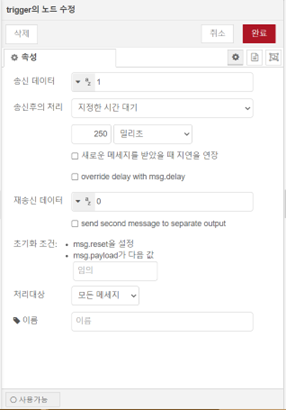 trigger의 노드 수정
삭제
취소
완료
속성
송신 데이터
1
송신후의 처리
지정한 시간 대기
250
밀리초
새로운 메세지를 받았을 때 지연을 연장
override delay with msg.delay
재송신 데이터
0
send second message to separate output
초기화 조건:
• msg.reset을 설정
• msg.payload가 다음 값
임의
처리대상
모든 메세지
이름
이름
사용가능